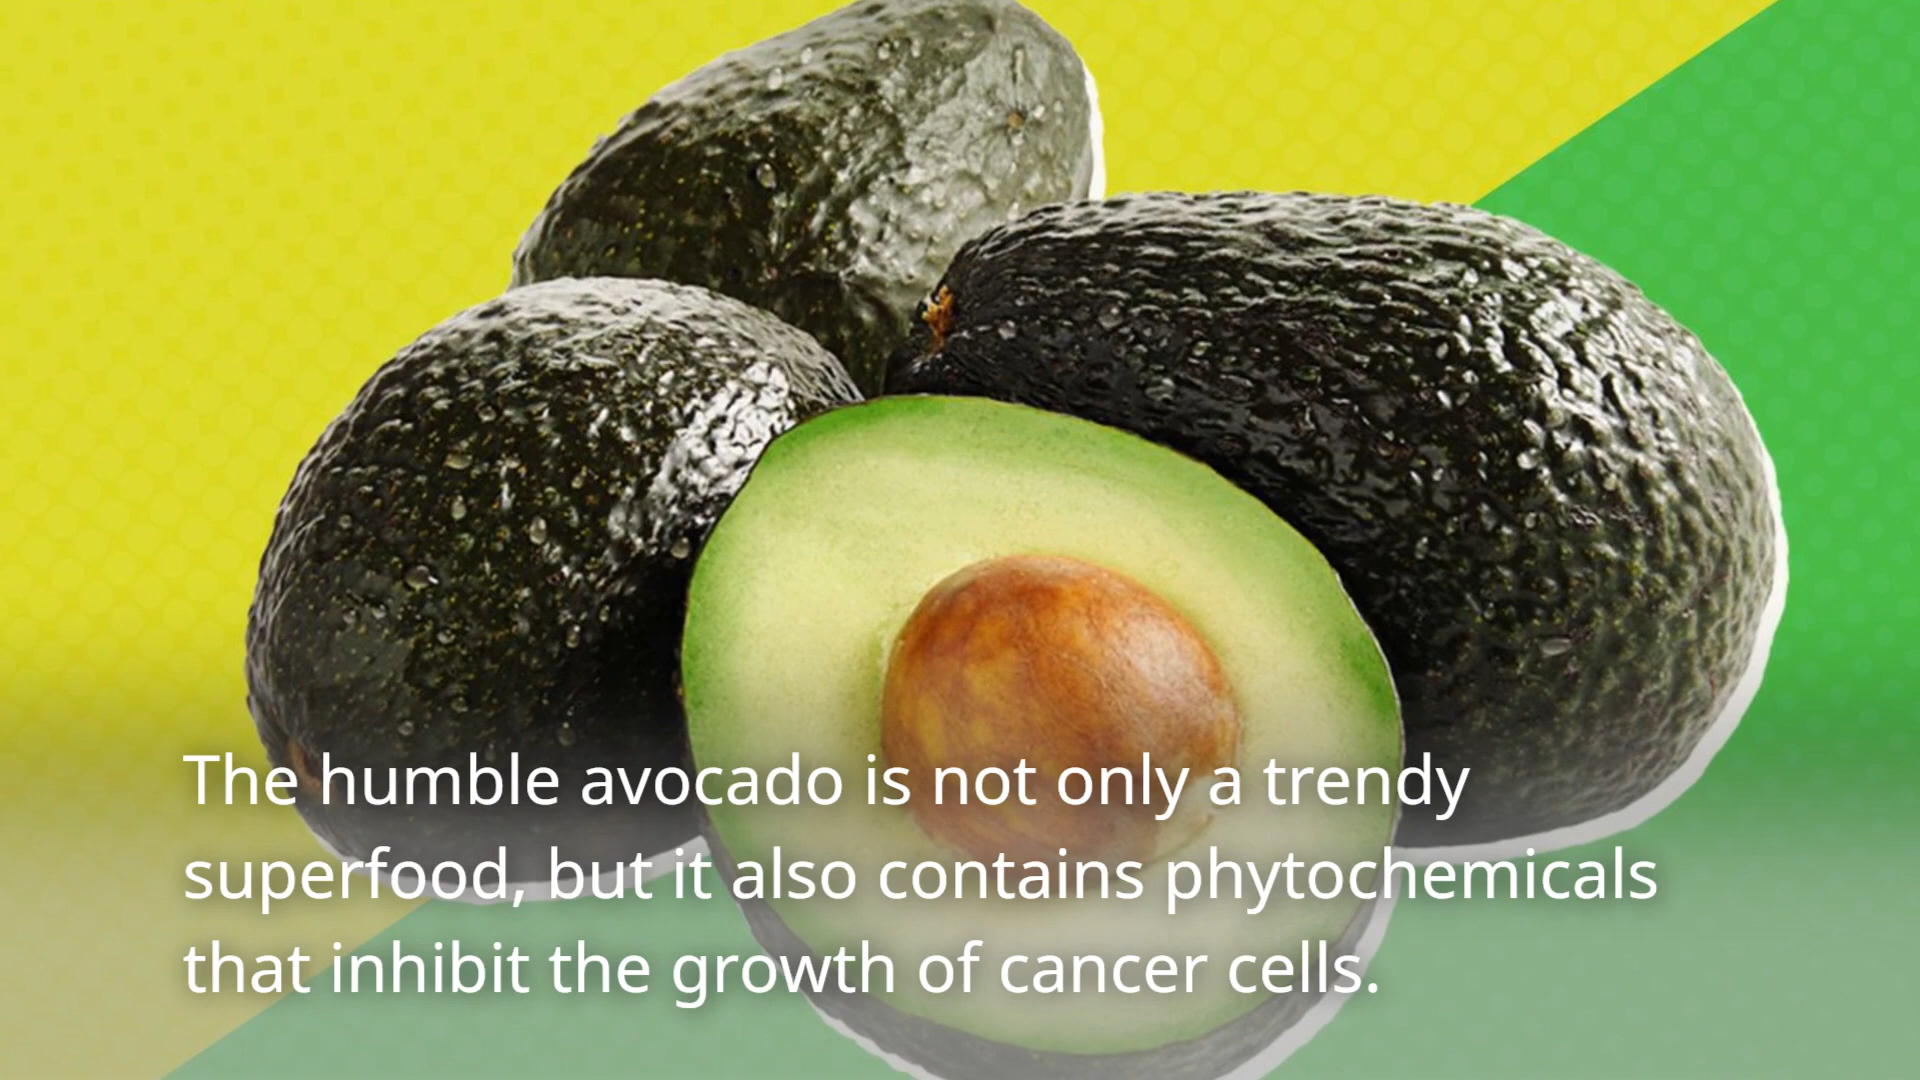 The humble avocado is not only a trendy
superfood, but it also contains phytochemicals
that inhibit the growth of cancer cells.